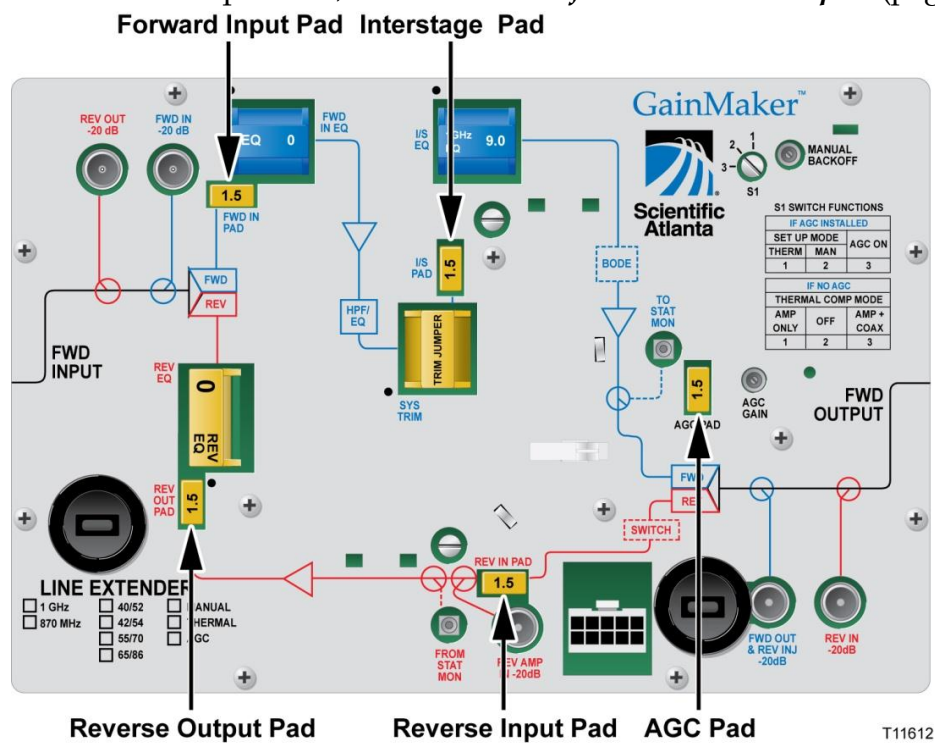 Forward Input Pad Interstage Pad
GainMaker™
Scientific
Atlanta
REV OUT
-20 dB
FWD IN
-20 dB
EQ 0
FWD
IN EQ
1.5
FWD IN
PAD
I/S
EQ
1GHz
EQ
9.0
1
2
3
S1
MANUAL
BACKOFF
S1 SWITCH FUNCTIONS
IF AGC INSTALLED
SET UP MODE
AGC ON
THERM MAN
1 2 3
IF NO AGC
THERMAL COMP MODE
AMP
ONLY
OFF
AMP +
COAX
1 2 3
I/S
PAD
1.5
BODE
FWD
REV
HPF/
EQ
TRIM JUMPER
SYS
TRIM
TO
STAT
MON
FWD
INPUT
REV
EQ
0
REV
EQ
1.5
AGC PAD
AGC
GAIN
FWD
OUTPUT
REV
OUT
PAD
1.5
FWD
REV
SWITCH
REV IN PAD
1.5
LINE EXTENDER
1 GHz
870 MHz
40/52
42/54
55/70
65/86
MANUAL
THERMAL
AGC
FROM
STAT
MON
REV AMP
IN -20dB
FWD OUT
& REV INJ
-20dB
REV IN
-20dB
Reverse Output Pad Reverse Input Pad AGC Pad
T11612